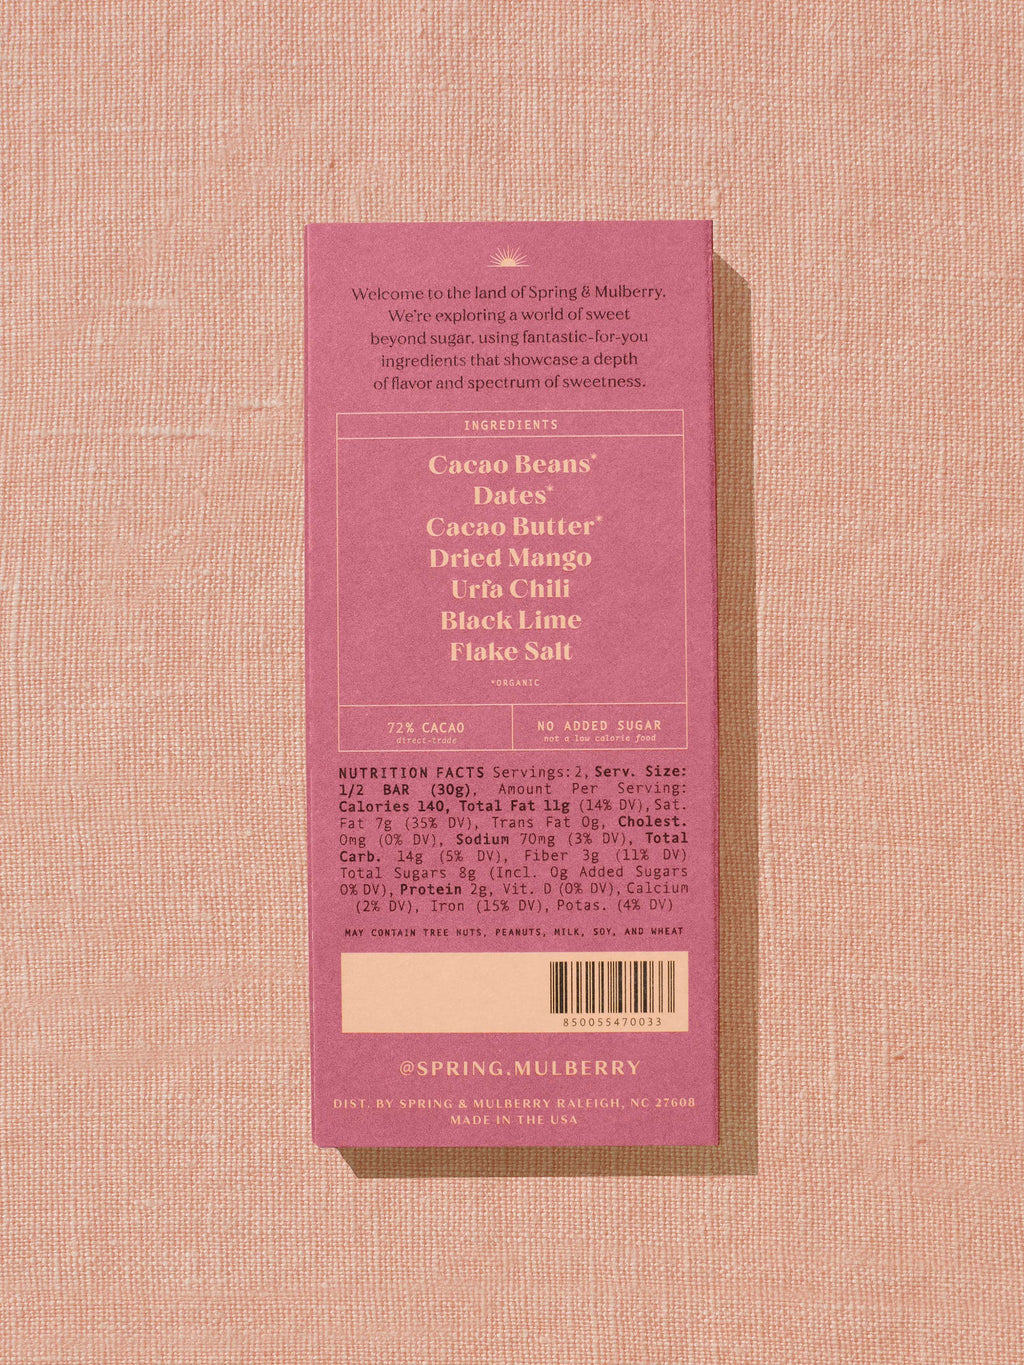 Welcome to the land of Spring & Mulberry.
We're exploring a world of sweet
beyond sugar, using fantastic-for-you
ingredients that showcase a depth
of flavor and spectrum of sweetness.
INGREDIENTS
Cacao Beans*
Dates*
Cacao Butter*
Dried Mango
Urfa Chili
Black Lime
Flake Salt
*ORGANIC
72% CACAO
direct-trade
NO ADDED SUGAR
not a low calorie food
NUTRITION FACTS Servings: 2, Serv. Size:
1/2 BAR (30g), Amount Per Serving:
Calories 140, Total Fat 11g (14% DV), Sat.
Fat 7g (35% DV), Trans Fat 0g, Cholest.
0mg (0% DV), Sodium 70mg (3% DV), Total
Carb. 14g (5% DV), Fiber 3g (11% DV)
Total Sugars 8g (Incl. 0g Added Sugars
0% DV), Protein 2g, Vit. D (0% DV), Calcium
(2% DV), Iron (15% DV), Potas. (4% DV)
MAY CONTAIN TREE NUTS, PEANUTS, MILK, SOY, AND WHEAT
850055470033
@SPRING.MULBERRY
DIST. BY SPRING & MULBERRY RALEIGH, NC 27608
MADE IN THE USA